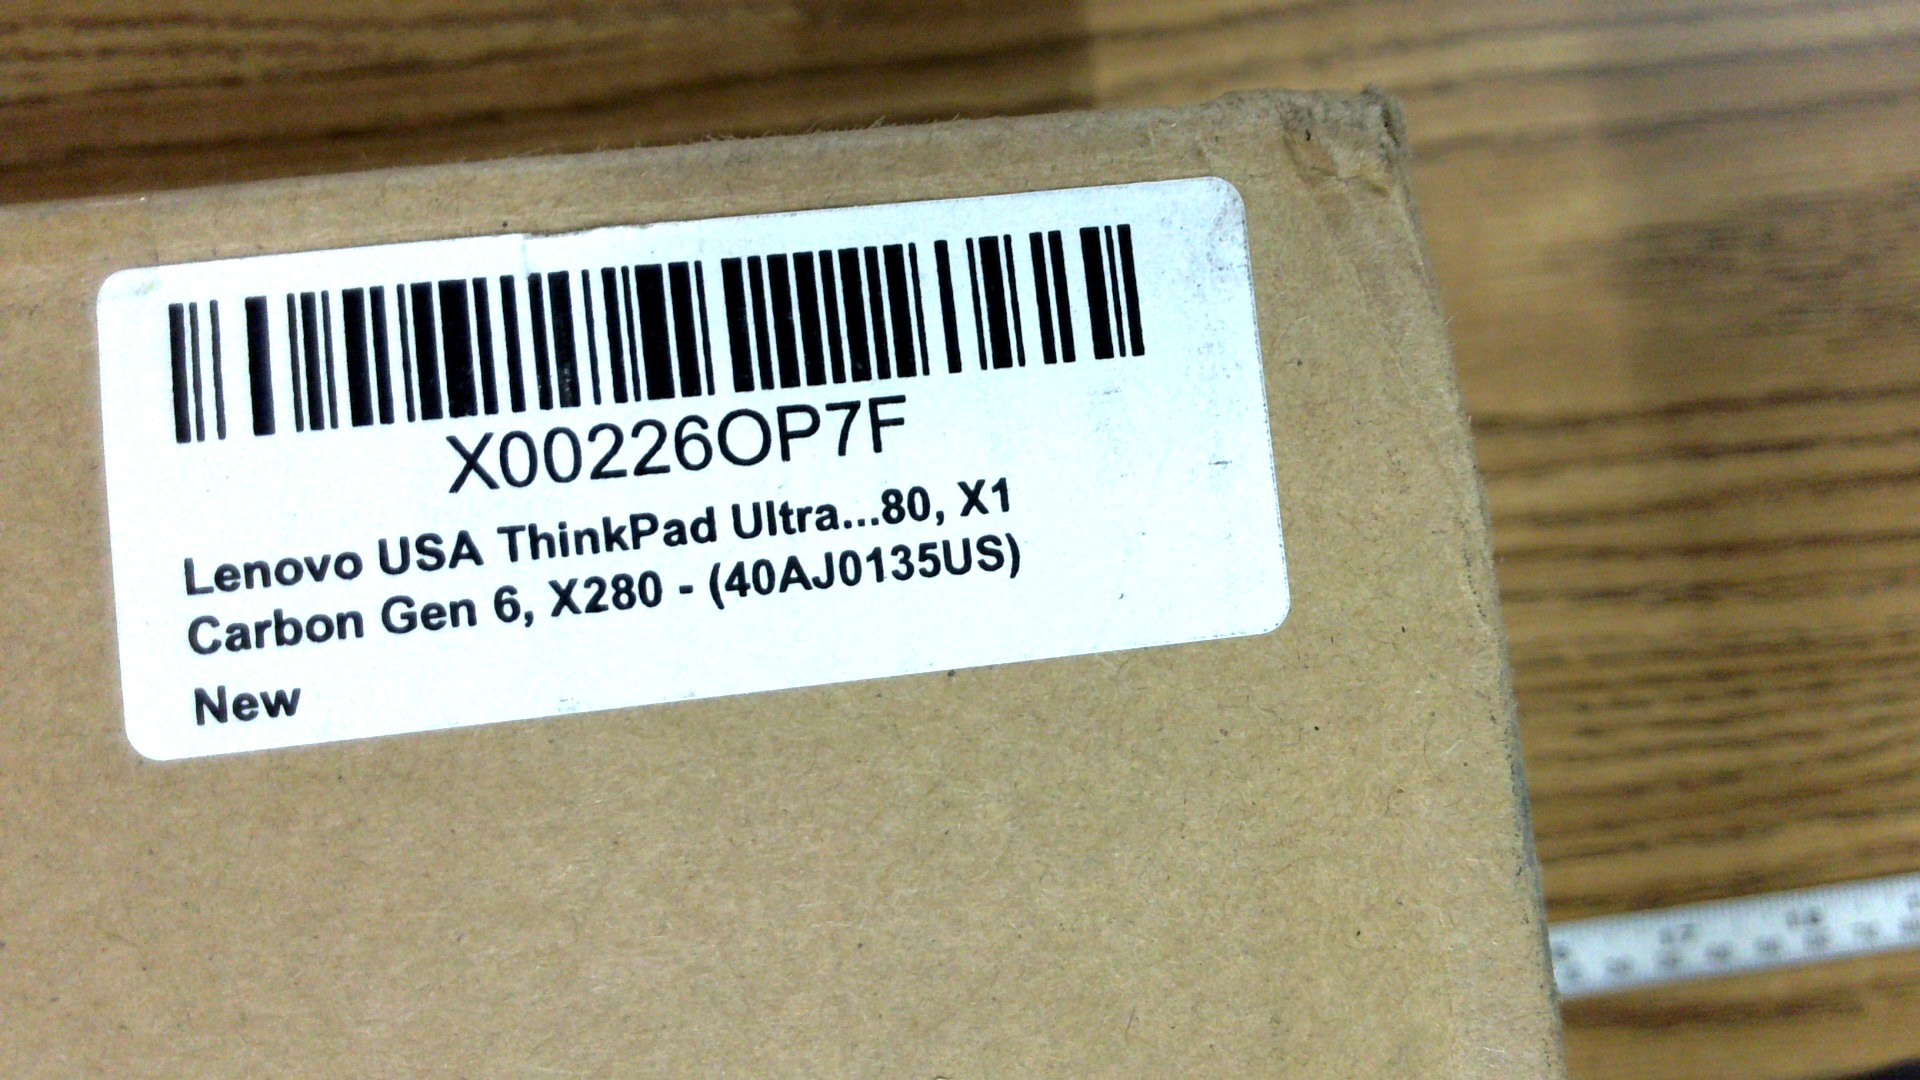 X00226OP7F
Lenovo USA ThinkPad Ultra...80, X1
Carbon Gen 6, X280 - (40AJ0135US)
New